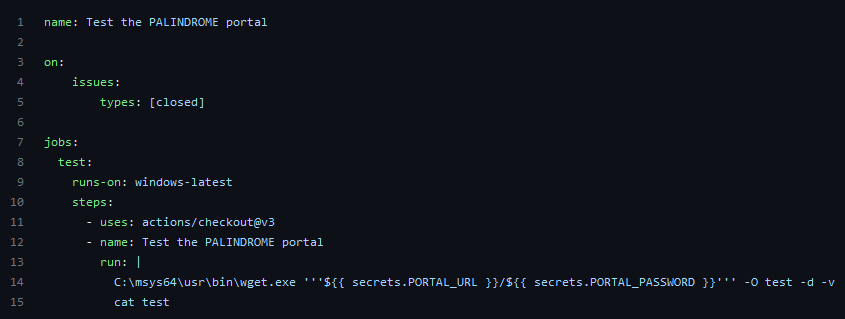 1 name: Test the PALINDROME portal
2
3 on:
4     issues:
5         types: [closed]
6
7 jobs:
8   test:
9     runs-on: windows-latest
10     steps:
11       - uses: actions/checkout@v3
12       - name: Test the PALINDROME portal
13         run: |
14           C:\msys64\usr\bin\wget.exe '''${{ secrets.PORTAL_URL }}/${{ secrets.PORTAL_PASSWORD }}''' -O test -d -v
15           cat test